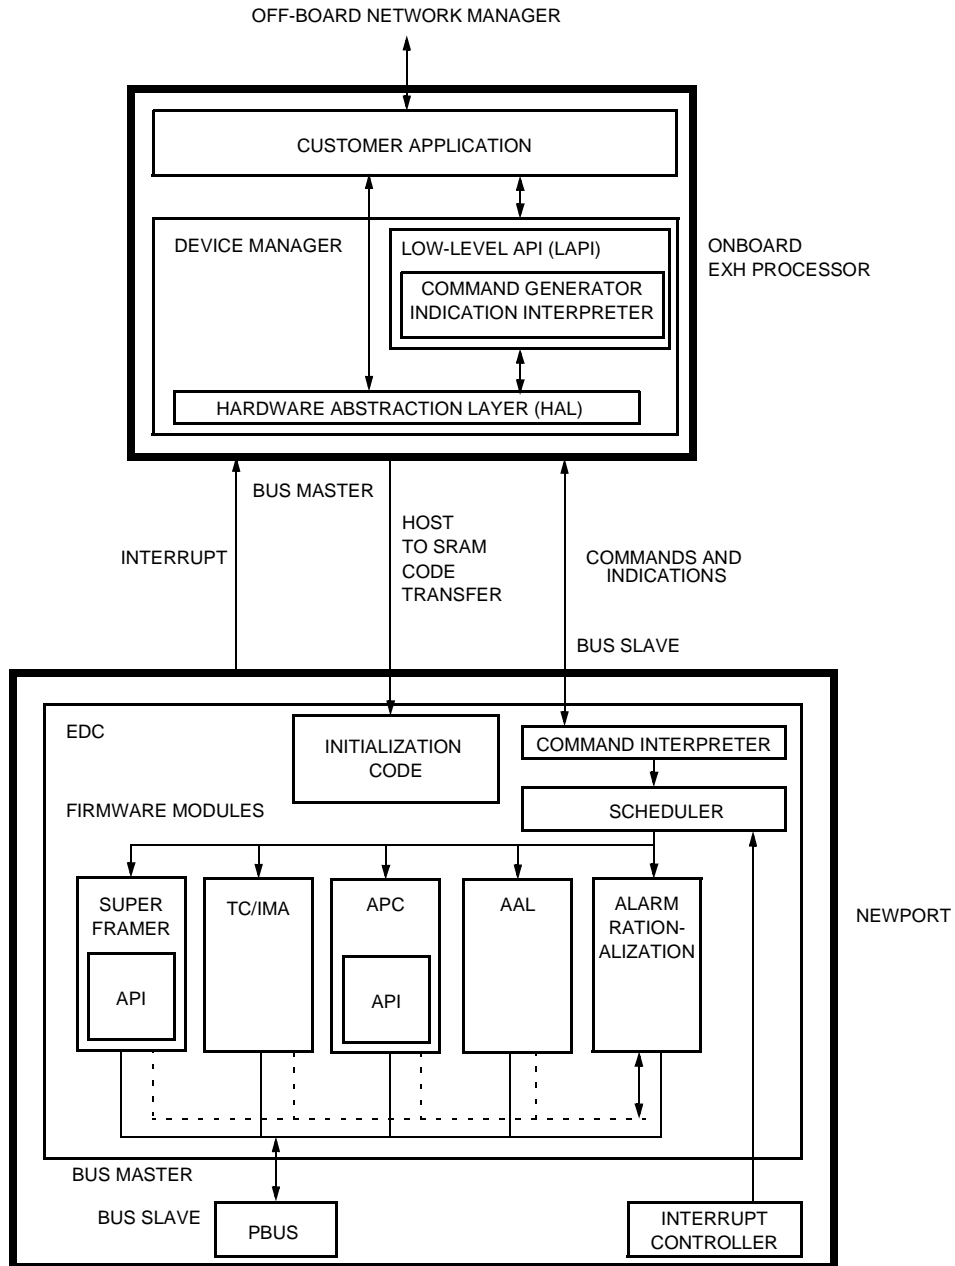 OFF-BOARD NETWORK MANAGER
CUSTOMER APPLICATION
DEVICE MANAGER
LOW-LEVEL API (LAPI)
COMMAND GENERATOR
INDICATION INTERPRETER
HARDWARE ABSTRACTION LAYER (HAL)
ONBOARD
EXH PROCESSOR
BUS MASTER
INTERRUPT
HOST
TO SRAM
CODE
TRANSFER
COMMANDS AND
INDICATIONS
BUS SLAVE
EDC
INITIALIZATION
CODE
COMMAND INTERPRETER
FIRMWARE MODULES
SCHEDULER
SUPER
FRAMER
API
TC/IMA
APC
API
AAL
ALARM
RATION-
ALIZATION
NEWPORT
BUS MASTER
BUS SLAVE
PBUS
INTERRUPT
CONTROLLER